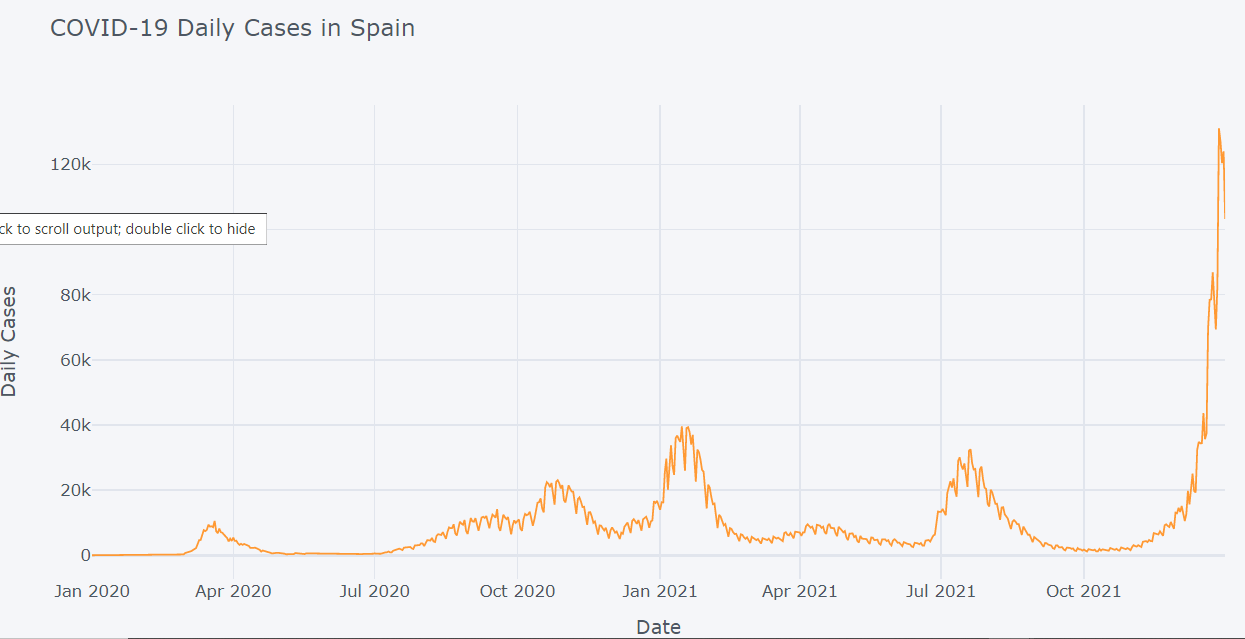 COVID-19 Daily Cases in Spain
120k
ck to scroll output; double click to hide
80k
60k
40k
20k
0
Daily Cases
Jan 2020 Apr 2020 Jul 2020 Oct 2020 Jan 2021 Apr 2021 Jul 2021 Oct 2021
Date